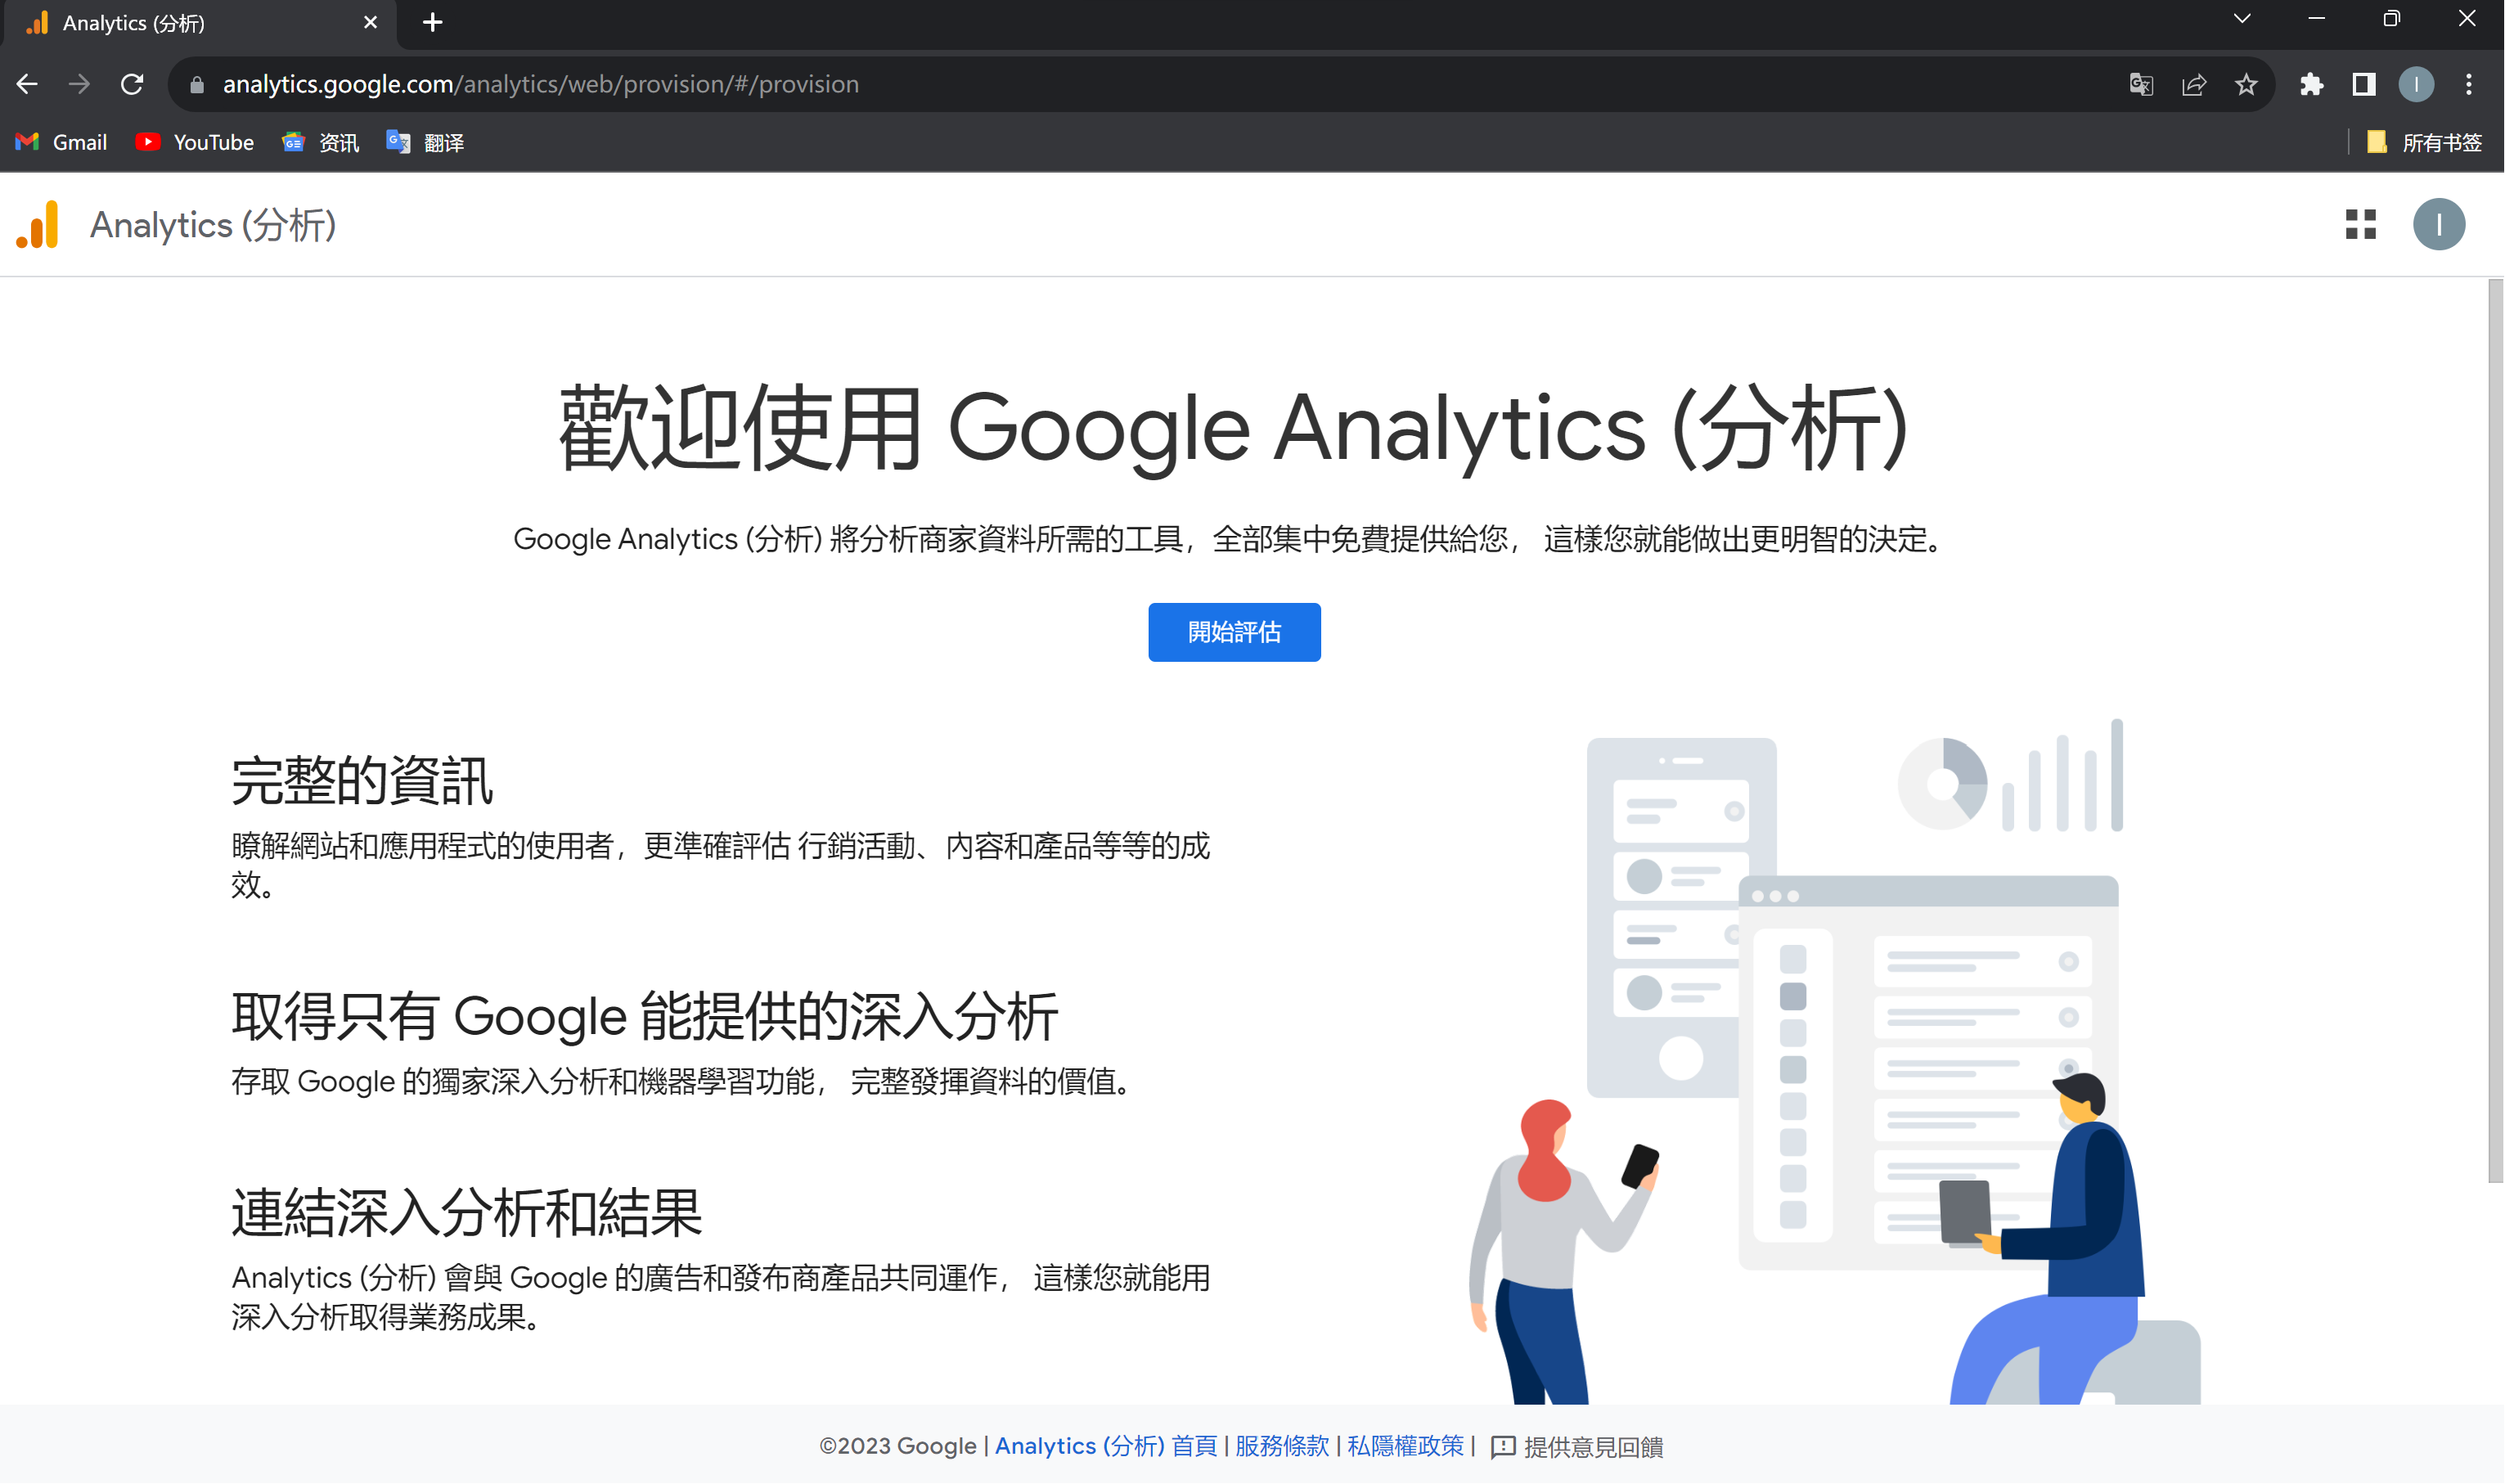 Analytics (分析)
analytics.google.com/analytics/web/provision/#/provision
Gmail YouTube 资讯 翻译 所有书签
Analytics (分析) I
歡迎使用 Google Analytics (分析)
Google Analytics (分析) 將分析商家資料所需的工具，全部集中免費提供給您， 這樣您就能做出更明智的決定。
開始評估
完整的資訊
瞭解網站和應用程式的使用者，更準確評估 行銷活動、內容和產品等等的成
效。
取得只有 Google 能提供的深入分析
存取 Google 的獨家深入分析和機器學習功能， 完整發揮資料的價值。
連結深入分析和結果
Analytics (分析) 會與 Google 的廣告和發布商產品共同運作， 這樣您就能用
深入分析取得業務成果。
©2023 Google | Analytics (分析) 首頁 | 服務條款 | 私隱權政策 | 提供意見回饋